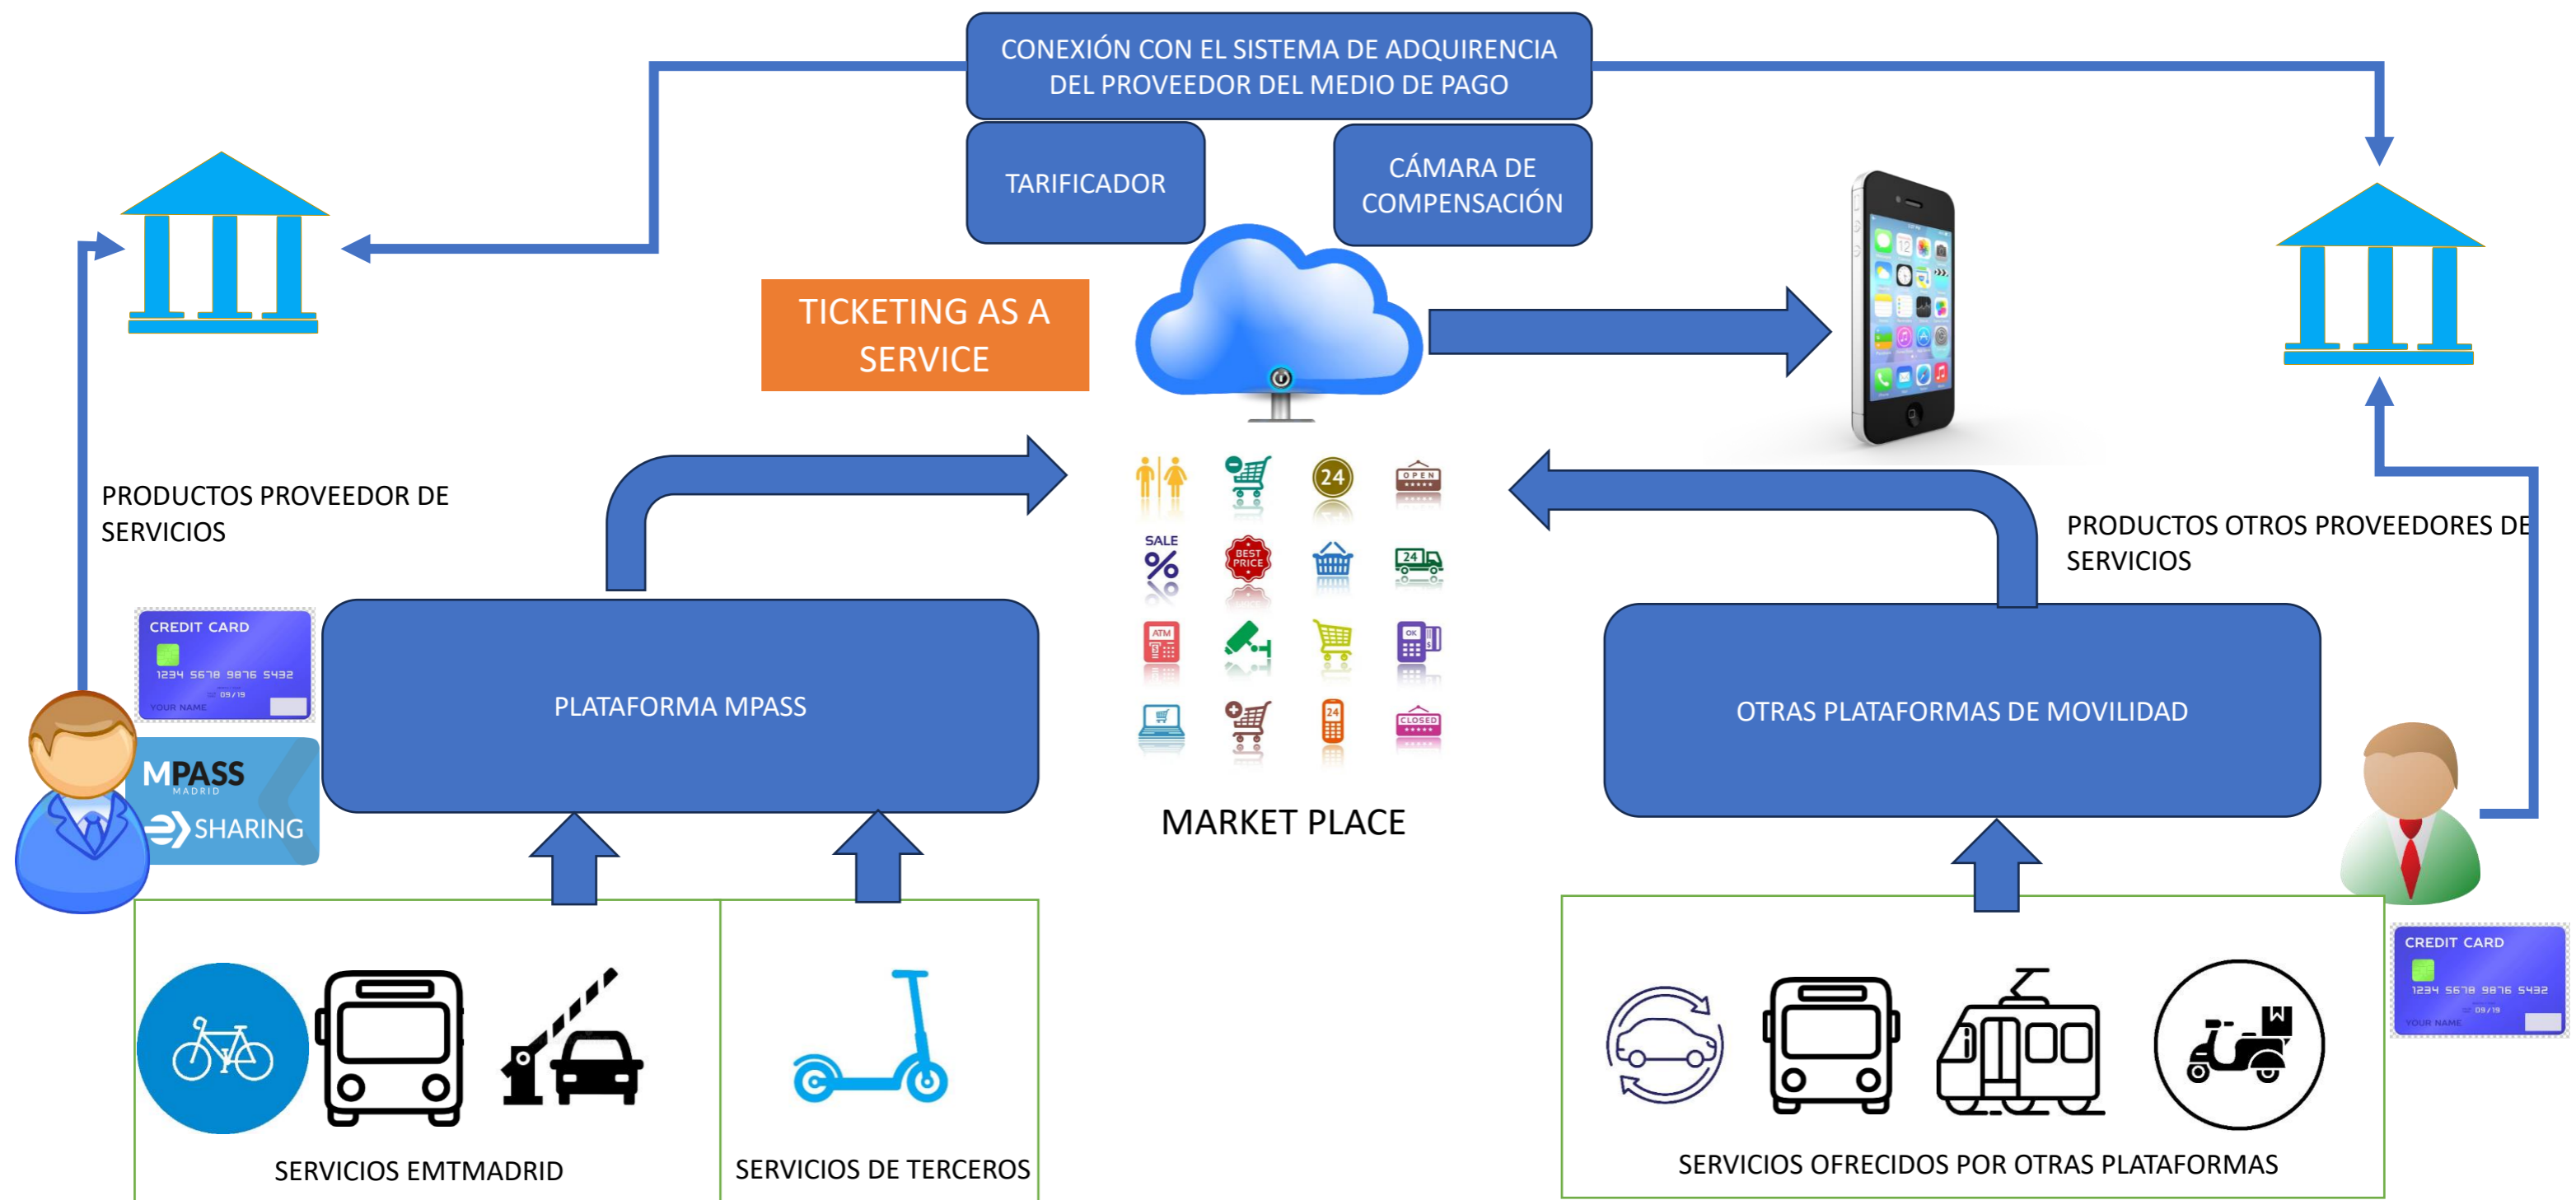 CONEXIÓN CON EL SISTEMA DE ADQUIRENCIA
DEL PROVEEDOR DEL MEDIO DE PAGO
TARIFICADOR
CÁMARA DE
COMPENSACIÓN
TICKETING AS A
SERVICE
PRODUCTOS PROVEEDOR DE
SERVICIOS
PRODUCTOS OTROS PROVEEDORES DE
SERVICIOS
24
OPEN
SALE
%
BEST
PRICE
24
ATM
$
OK
$
24
CLOSED
MARKET PLACE
CREDIT CARD
1234 5678 9876 5432
09/19
YOUR NAME
MPASS
MADRID
SHARING
PLATAFORMA MPASS
OTRAS PLATAFORMAS DE MOVILIDAD
CREDIT CARD
1234 5678 9876 5432
09/19
YOUR NAME
SERVICIOS EMTMADRID
SERVICIOS DE TERCEROS
SERVICIOS OFRECIDOS POR OTRAS PLATAFORMAS